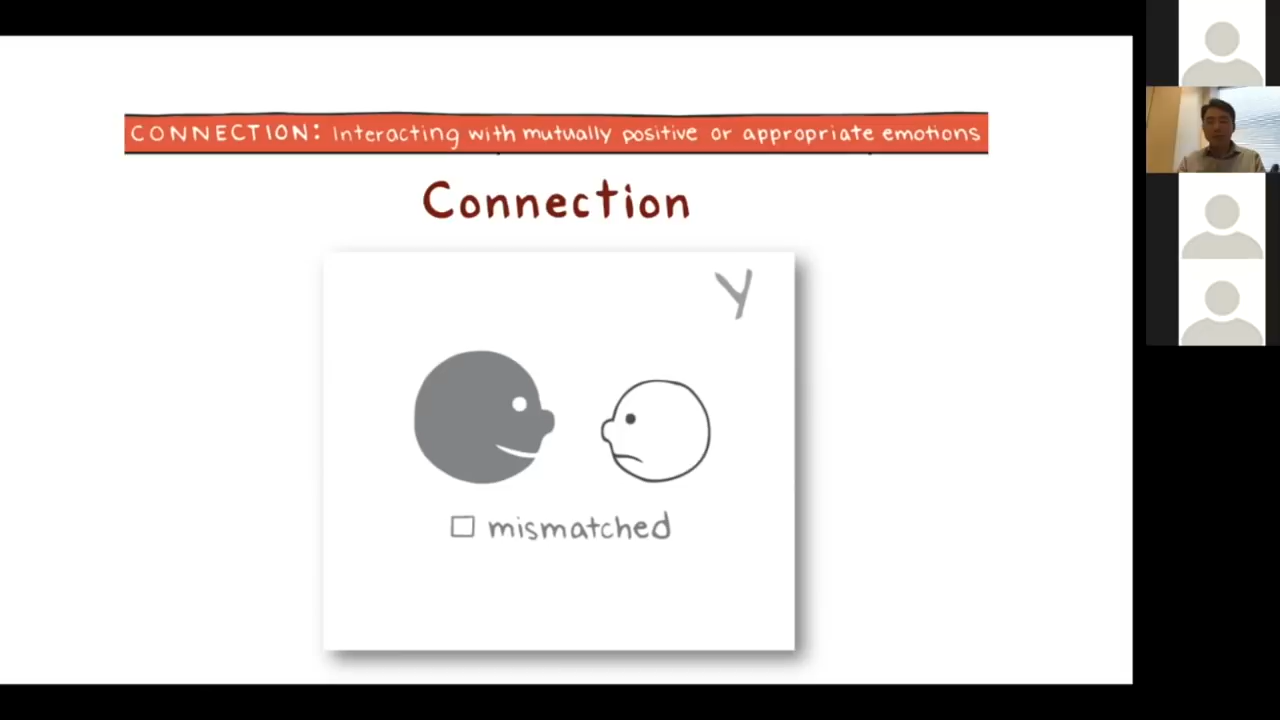 CONNECTION: Interacting with mutually positive or appropriate emotions
Connection
Y
mismatched